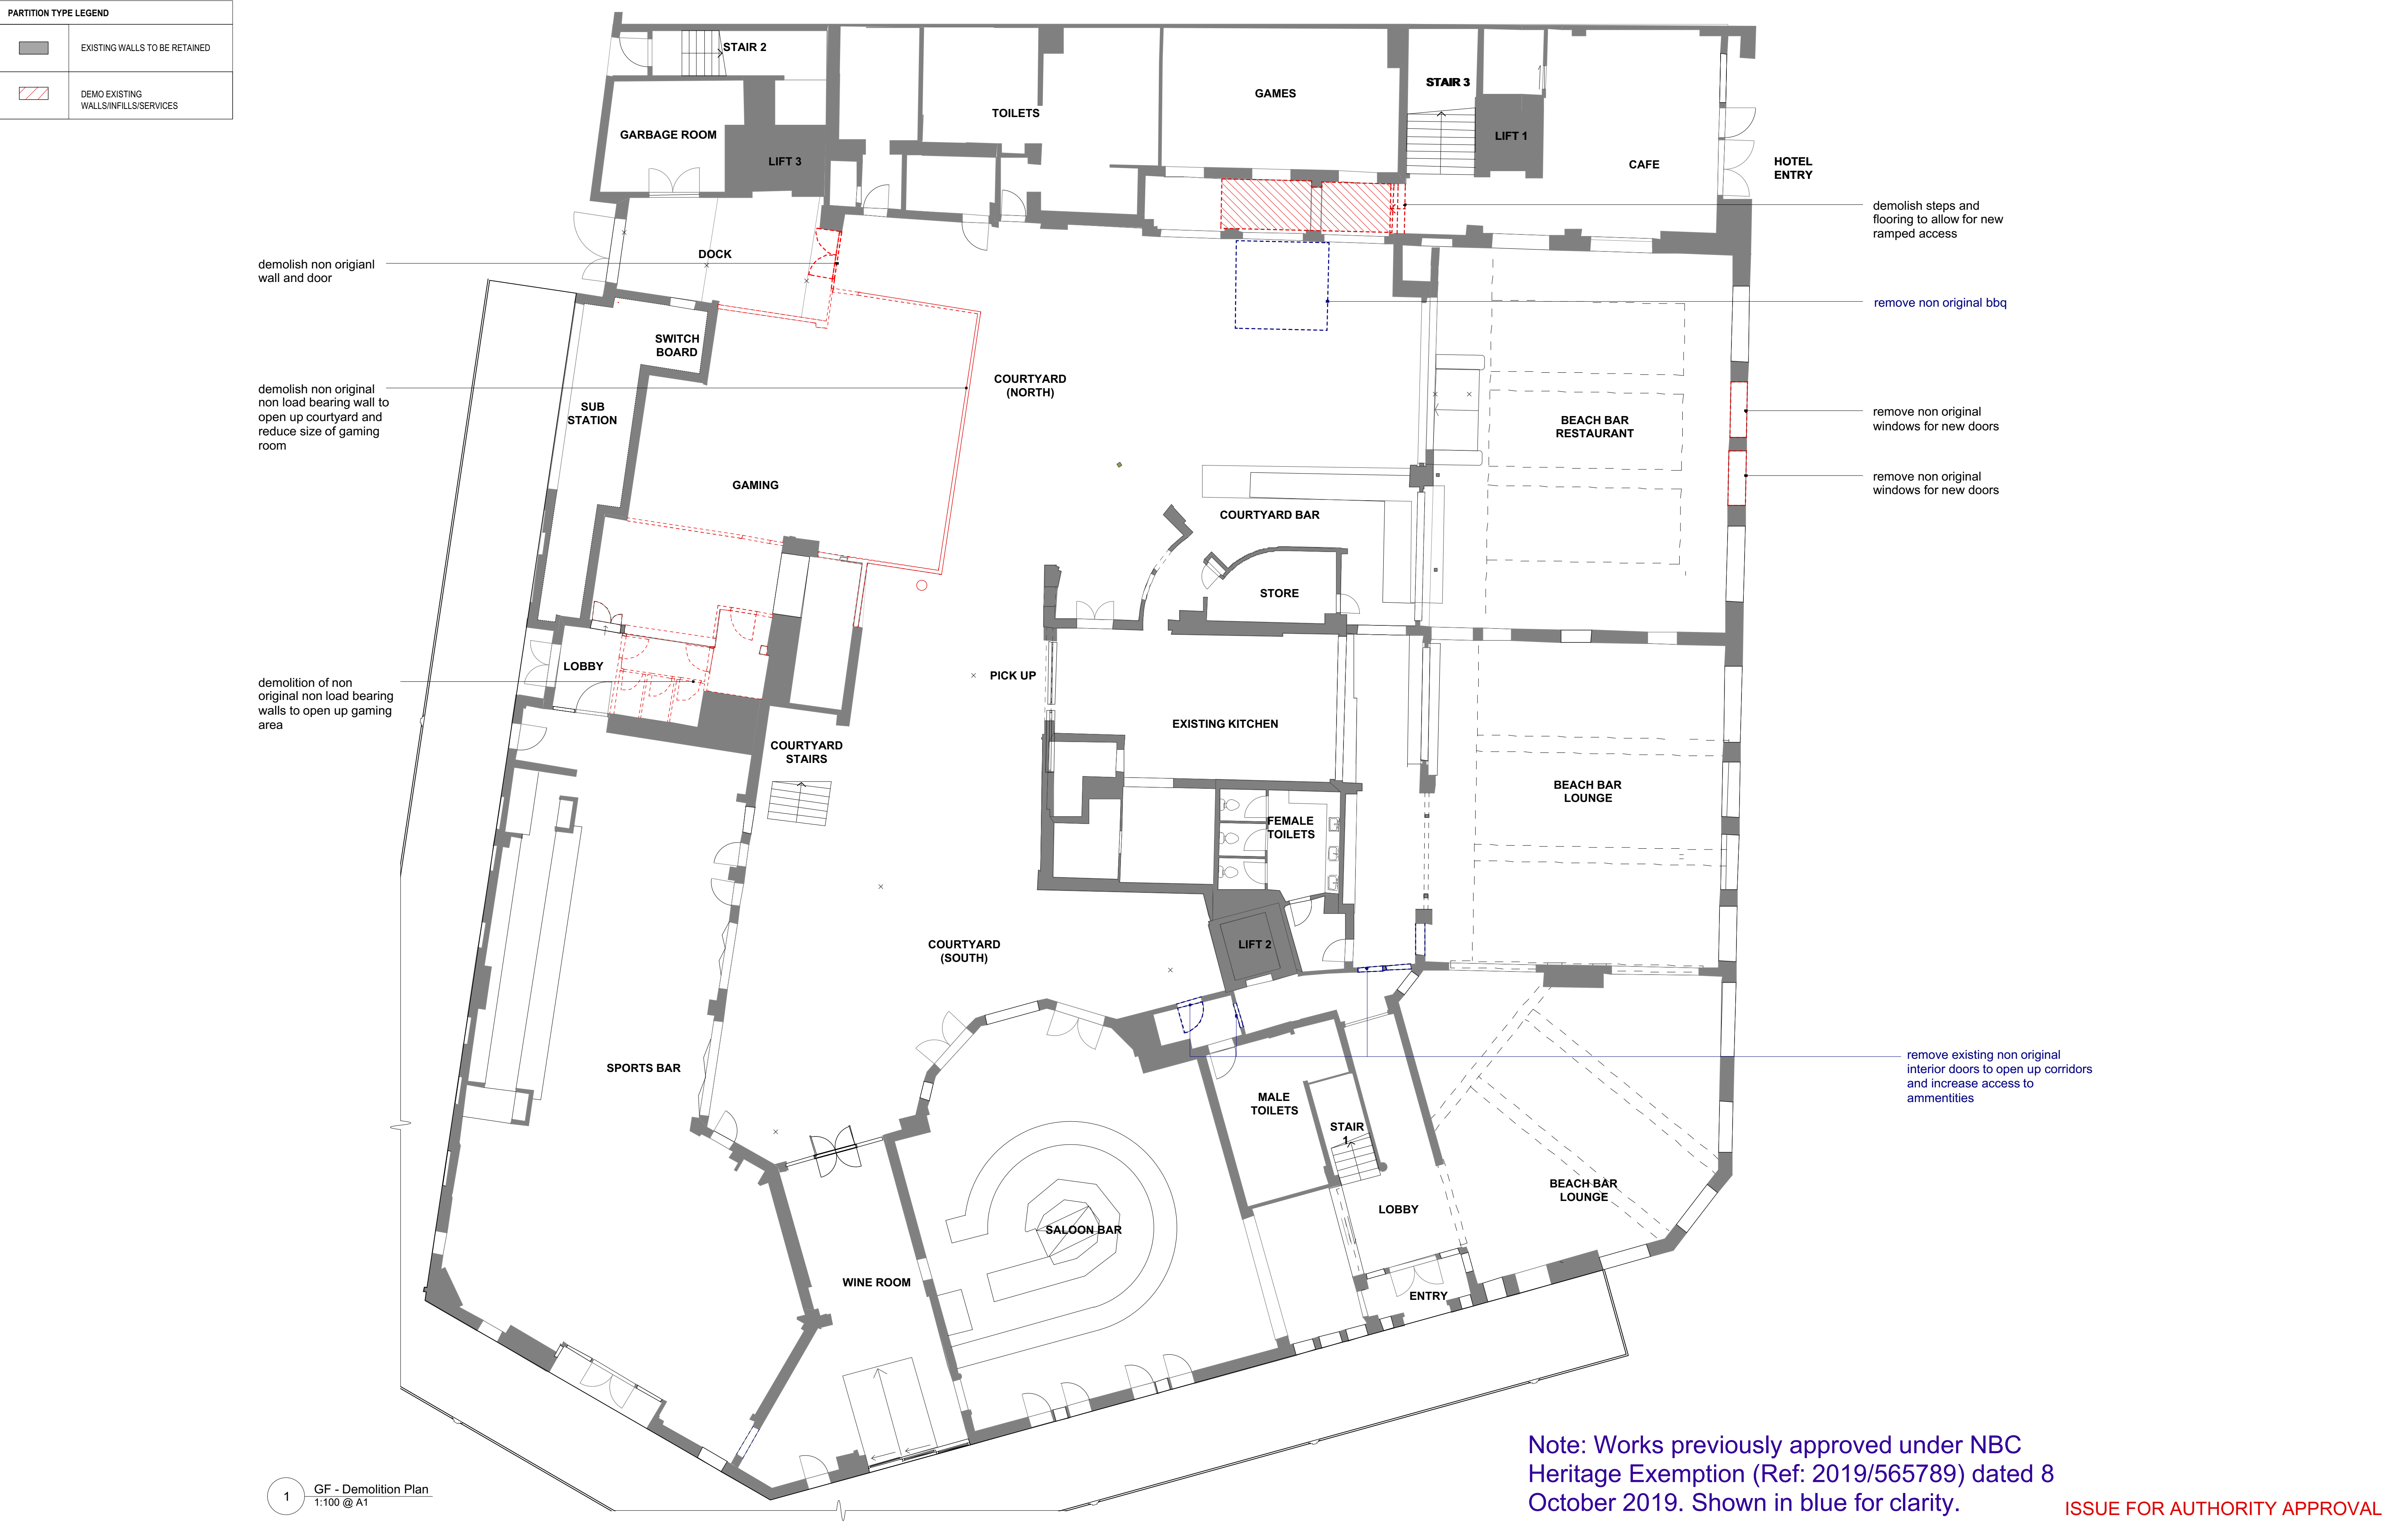 PARTITION TYPE LEGEND
EXISTING WALLS TO BE RETAINED
DEMO EXISTING
WALLS/INFILLS/SERVICES
STAIR 2
GARBAGE ROOM
LIFT 3
TOILETS
GAMES
STAIR 3
LIFT 1
CAFE
HOTEL
ENTRY
demolish steps and
flooring to allow for new
ramped access
DOCK
demolish non origianl
wall and door
remove non original bbq
SWITCH
BOARD
COURTYARD
(NORTH)
demolish non original
non load bearing wall to
open up courtyard and
reduce size of gaming
room
SUB
STATION
BEACH BAR
RESTAURANT
remove non original
windows for new doors
remove non original
windows for new doors
GAMING
COURTYARD BAR
STORE
LOBBY
PICK UP
demolition of non
original non load bearing
walls to open up gaming
area
EXISTING KITCHEN
COURTYARD
STAIRS
BEACH BAR
LOUNGE
FEMALE
TOILETS
COURTYARD
(SOUTH)
LIFT 2
SPORTS BAR
remove existing non original
interior doors to open up corridors
and increase access to
ammentities
MALE
TOILETS
STAIR
1
BEACH BAR
LOUNGE
LOBBY
SALOON BAR
WINE ROOM
ENTRY
Note: Works previously approved under NBC
Heritage Exemption (Ref: 2019/565789) dated 8
October 2019. Shown in blue for clarity.
1
GF - Demolition Plan
1:100 @ A1
ISSUE FOR AUTHORITY APPROVAL